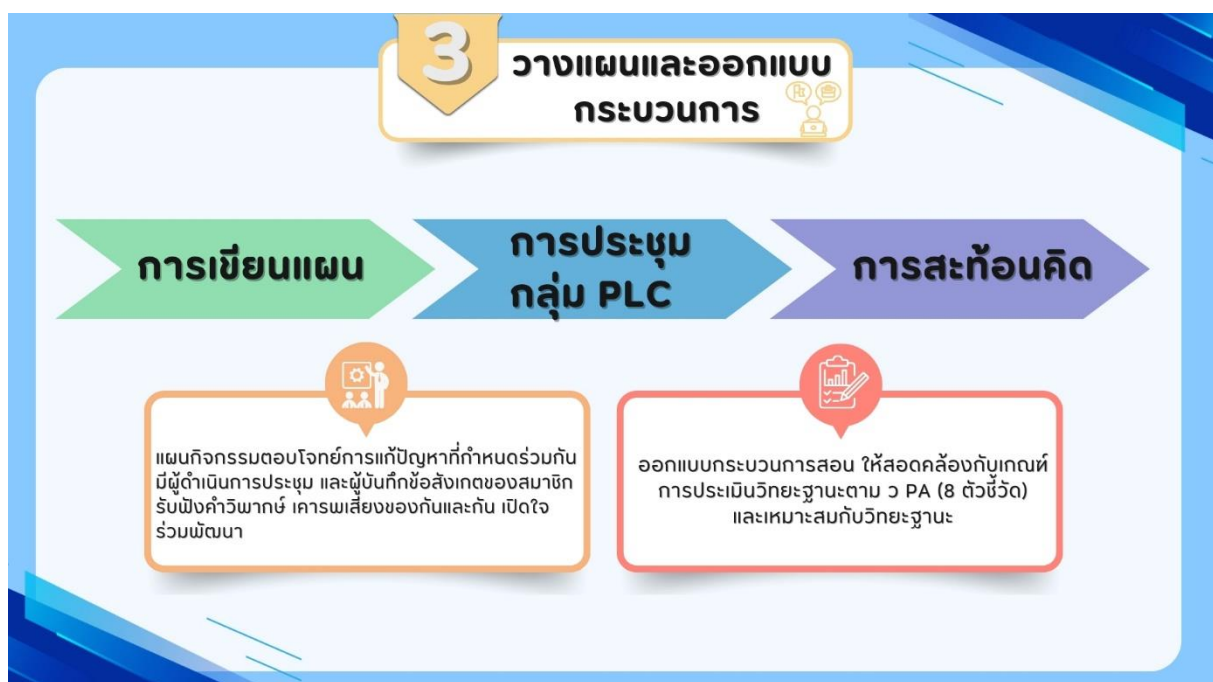 3
วางแผนและออกแบบ
กระบวนการ
การเขียนแผน
การประชุม
กลุ่ม PLC
การสะท้อนคิด
แผนกิจกรรมตอบโจทย์การแก้ปัญหาที่กำหนดร่วมกัน
มีผู้ดำเนินการประชุม และผู้บันทึกข้อสังเกตของสมาชิก
รับฟังคำวิพากษ์ เคารพเสียงของกันและกัน เปิดใจ
ร่วมพัฒนา
ออกแบบกระบวนการสอน ให้สอดคล้องกับเกณฑ์
การประเมินวิทยะฐานะตาม ว PA (8 ตัวชี้วัด)
และเหมาะสมกับวิทยะฐานะ